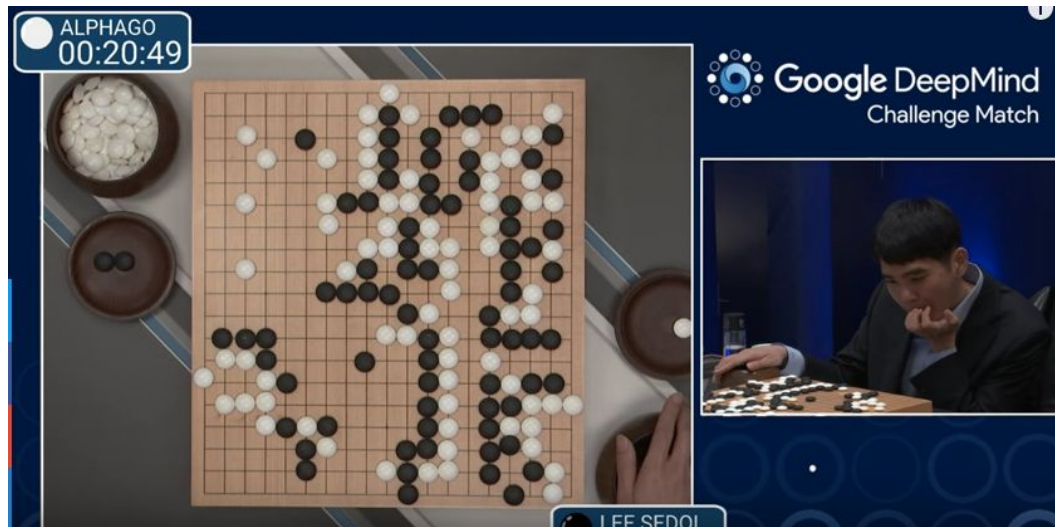 ALPHAGO
00:20:49
Google DeepMind
Challenge Match
LEE SEDOL